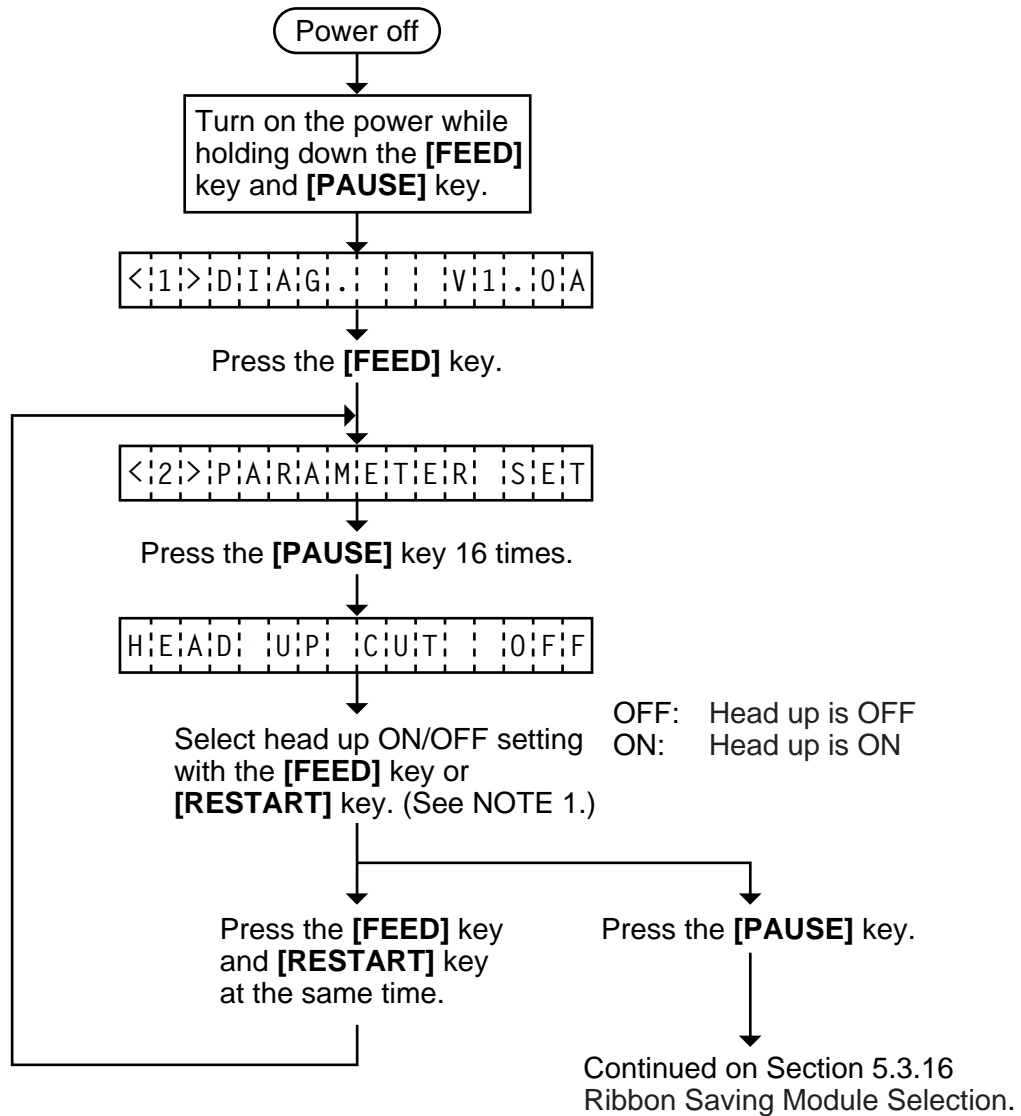 Power off
Turn on the power while
holding down the [FEED]
key and [PAUSE] key.
<1>DIAG.   V1.0A
Press the [FEED] key.
<2>PARAMETER SET
Press the [PAUSE] key 16 times.
HEAD UP CUT  OFF
Select head up ON/OFF setting
with the [FEED] key or
[RESTART] key. (See NOTE 1.)
OFF: Head up is OFF
ON: Head up is ON
Press the [FEED] key
and [RESTART] key
at the same time.
Press the [PAUSE] key.
Continued on Section 5.3.16
Ribbon Saving Module Selection.